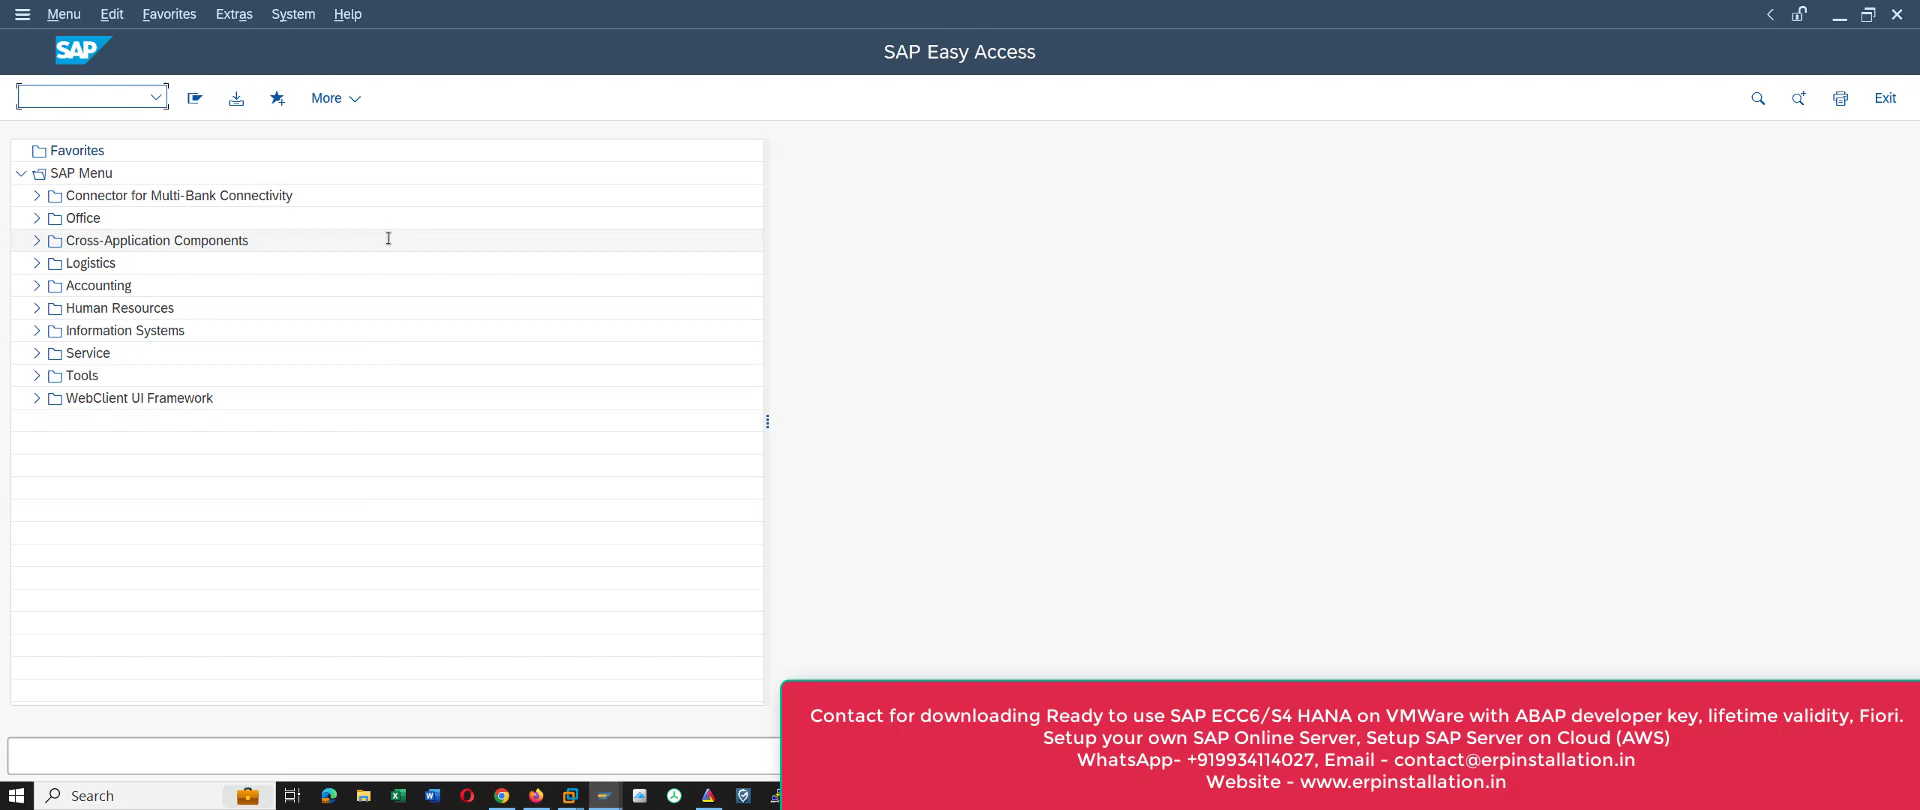 Menu Edit Favorites Extras System Help
SAP
SAP Easy Access
More
Exit
Favorites
SAP Menu
Connector for Multi-Bank Connectivity
Office
Cross-Application Components
Logistics
Accounting
Human Resources
Information Systems
Service
Tools
WebClient UI Framework
Contact for downloading Ready to use SAP ECC6/S4 HANA on VMWare with ABAP developer key, lifetime validity, Fiori.
Setup your own SAP Online Server, Setup SAP Server on Cloud (AWS)
WhatsApp- +919934114027, Email - contact@erpinstallation.in
Website - www.erpinstallation.in
Search